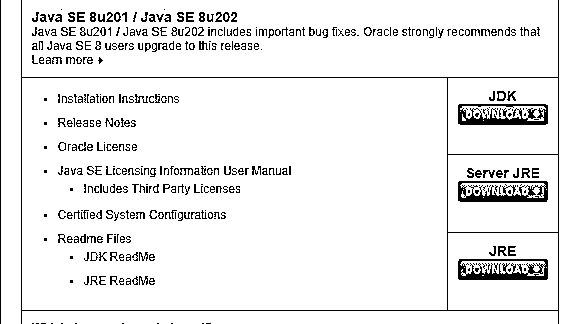 Java SE 8u201 / Java SE 8u202
Java SE 8u201 / Java SE 8u202 includes important bug fixes. Oracle strongly recommends that
all Java SE 8 users upgrade to this release.
Learn more
Installation Instructions
Release Notes
Oracle License
Java SE Licensing Information User Manual
Includes Third Party Licenses
Certified System Configurations
Readme Files
JDK ReadMe
JRE ReadMe
JDK
DOWNLOAD
Server JRE
DOWNLOAD
JRE
DOWNLOAD